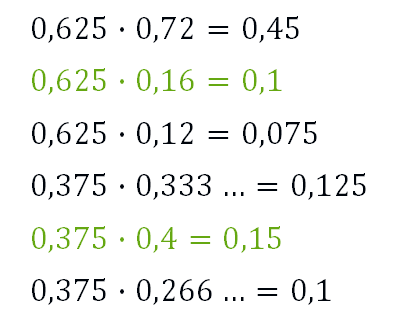 0,625 · 0,72 = 0,45
0,625 · 0,16 = 0,1
0,625 · 0,12 = 0,075
0,375 · 0,333 … = 0,125
0,375 · 0,4 = 0,15
0,375 · 0,266 … = 0,1